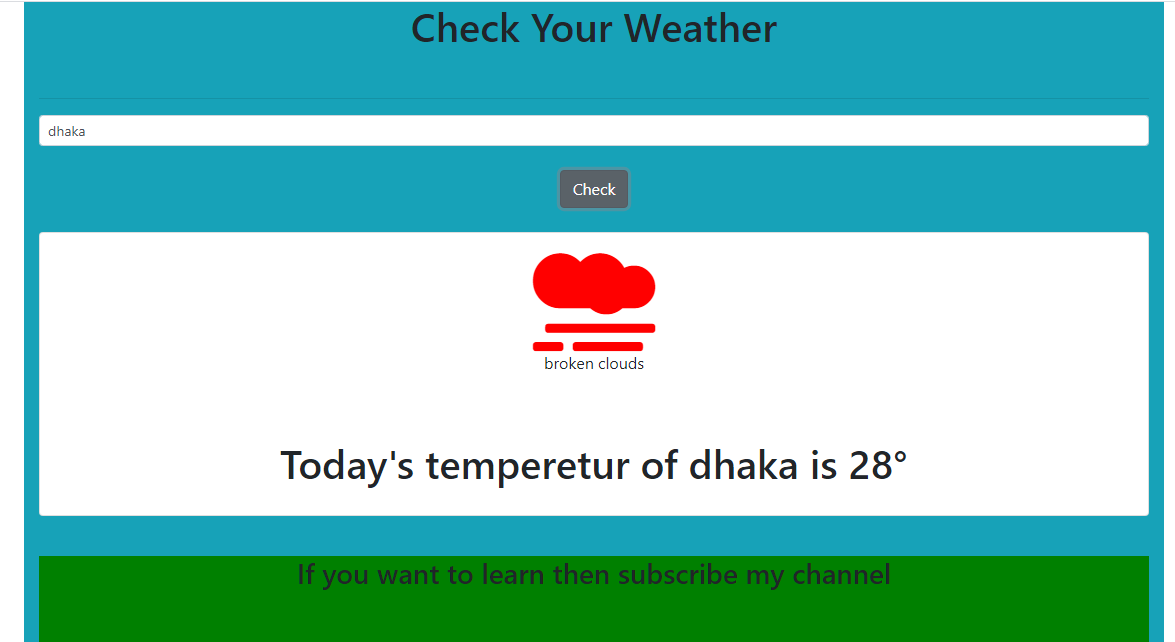 Check Your Weather
dhaka
Check
broken clouds
Today's temperetur of dhaka is 28°
If you want to learn then subscribe my channel